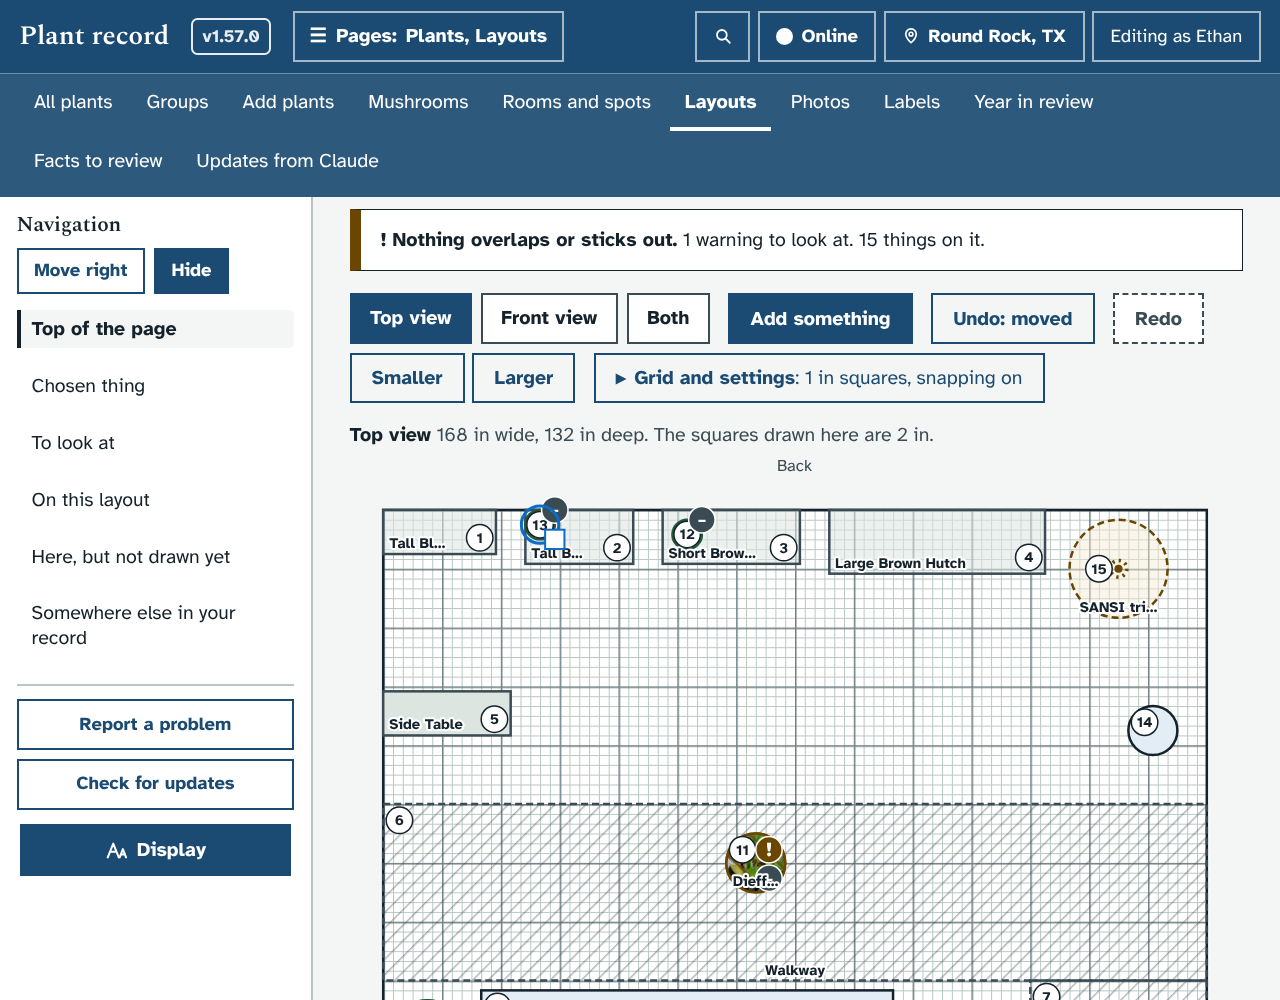 Plant record
v1.57.0
☰ Pages: Plants, Layouts
Online
Round Rock, TX
Editing as Ethan
All plants
Groups
Add plants
Mushrooms
Rooms and spots
Layouts
Photos
Labels
Year in review
Facts to review
Updates from Claude
Navigation
Move right
Hide
Top of the page
Chosen thing
To look at
On this layout
Here, but not drawn yet
Somewhere else in your
record
Report a problem
Check for updates
Display
! Nothing overlaps or sticks out. 1 warning to look at. 15 things on it.
Top view
Front view
Both
Add something
Undo: moved
Redo
Smaller
Larger
▶ Grid and settings: 1 in squares, snapping on
Top view 168 in wide, 132 in deep. The squares drawn here are 2 in.
Back
Tall Bl...
1
13
Tall B...
2
12
–
Short Brow...
3
Large Brown Hutch
4
15
SANSI tri...
Side Table
5
14
6
11
!
Dieff...
Walkway
7